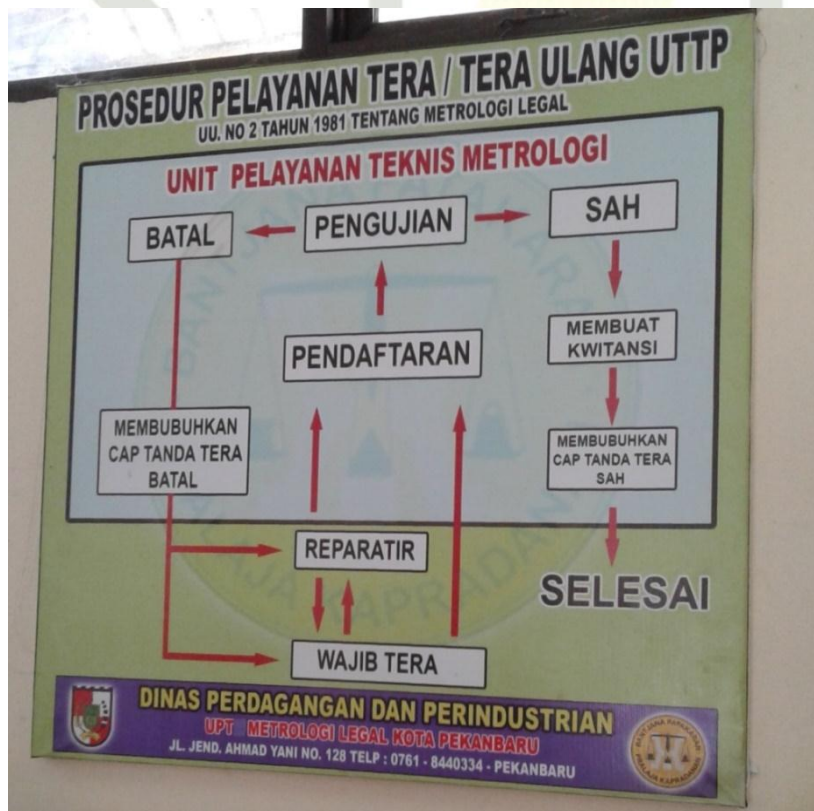 PROSEDUR PELAYANAN TERA / TERA ULANG UTTP
UU. NO 2 TAHUN 1981 TENTANG METROLOGI LEGAL
UNIT PELAYANAN TEKNIS METROLOGI
BATAL
PENGUJIAN
SAH
PENDAFTARAN
MEMBUAT
KWITANSI
MEMBUBUHKAN
CAP TANDA TERA
BATAL
MEMBUBUHKAN
CAP TANDA TERA
SAH
REPARATIR
SELESAI
WAJIB TERA
DINAS PERDAGANGAN DAN PERINDUSTRIAN
UPT METROLOGI LEGAL KOTA PEKANBARU
JL. JEND. AHMAD YANI NO. 128 TELP : 0761 - 8440334 - PEKANBARU